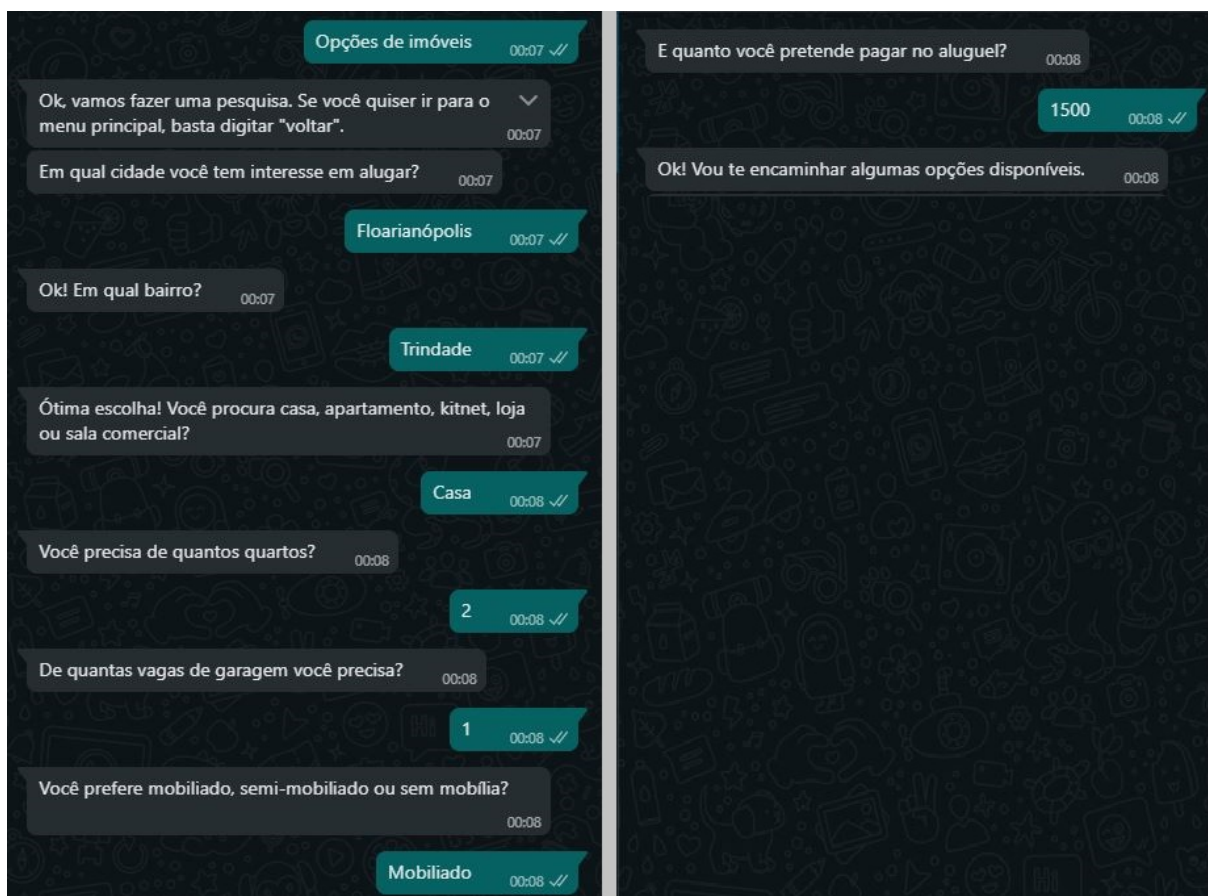 Opções de imóveis 00:07
Ok, vamos fazer uma pesquisa. Se você quiser ir para o
menu principal, basta digitar "voltar".
00:07
Em qual cidade você tem interesse em alugar? 00:07
Floarianópolis 00:07
Ok! Em qual bairro? 00:07
Trindade 00:07
Ótima escolha! Você procura casa, apartamento, kitnet, loja
ou sala comercial?
00:07
Casa 00:08
Você precisa de quantos quartos? 00:08
2 00:08
De quantas vagas de garagem você precisa? 00:08
1 00:08
Você prefere mobiliado, semi-mobiliado ou sem mobília?
00:08
Mobiliado 00:08
E quanto você pretende pagar no aluguel? 00:08
1500 00:08
Ok! Vou te encaminhar algumas opções disponíveis. 00:08